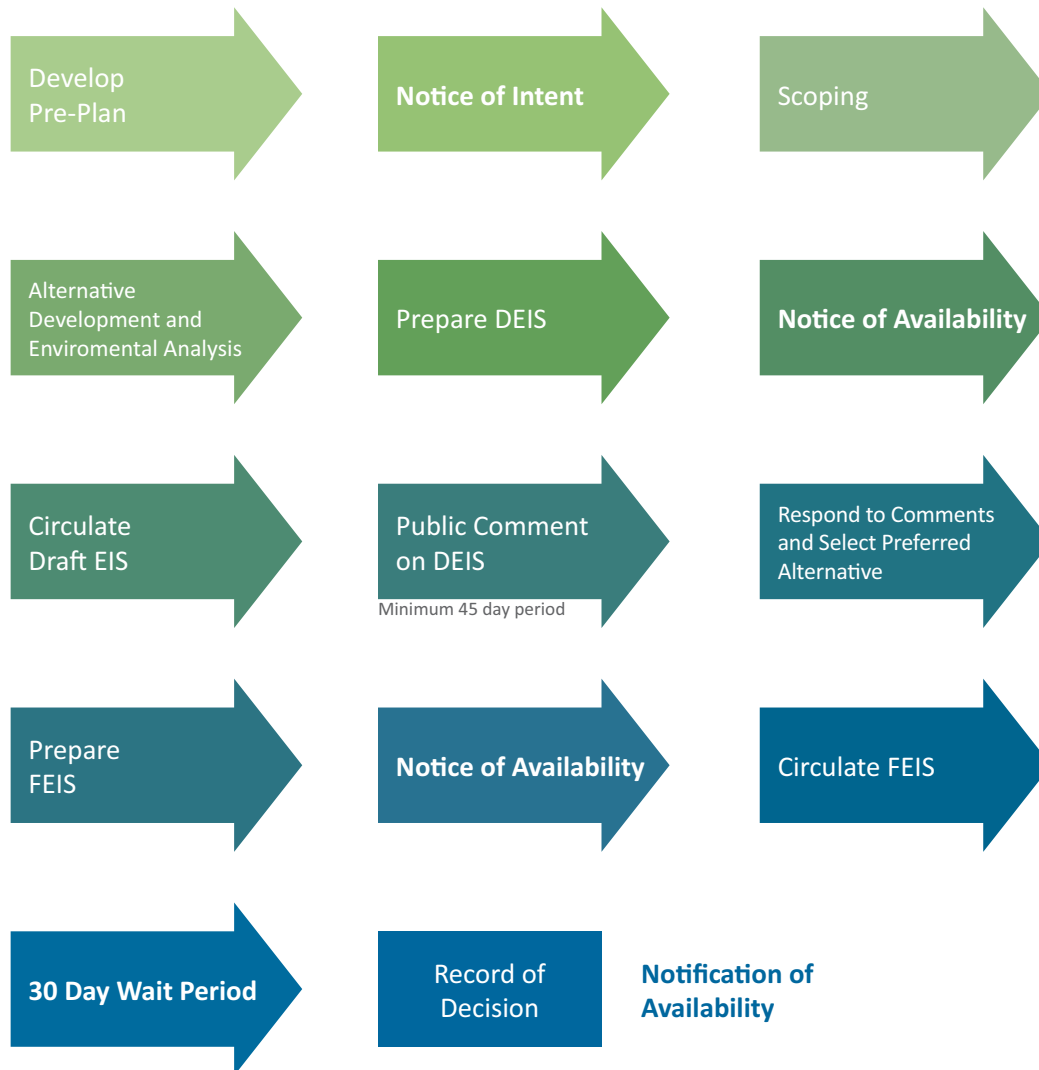 Develop
Pre-Plan
Notice of Intent
Scoping
Alternative
Development and
Enviromental Analysis
Prepare DEIS
Notice of Availability
Circulate
Draft EIS
Public Comment
on DEIS
Minimum 45 day period
Respond to Comments
and Select Preferred
Alternative
Prepare
FEIS
Notice of Availability
Circulate FEIS
30 Day Wait Period
Record of
Decision
Notification of
Availability